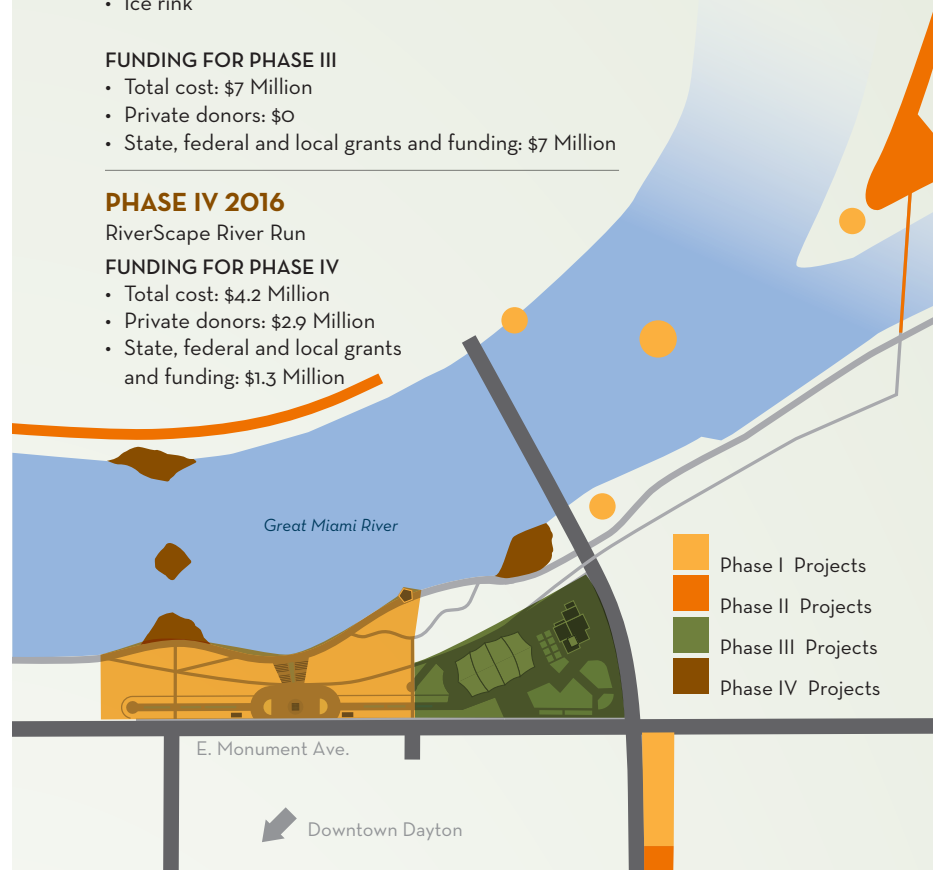 • Ice rink
FUNDING FOR PHASE III
• Total cost: $7 Million
• Private donors: $0
• State, federal and local grants and funding: $7 Million
PHASE IV 2016
RiverScape River Run
FUNDING FOR PHASE IV
• Total cost: $4.2 Million
• Private donors: $2.9 Million
• State, federal and local grants
and funding: $1.3 Million
Great Miami River
Phase I Projects
Phase II Projects
Phase III Projects
Phase IV Projects
E. Monument Ave.
Downtown Dayton